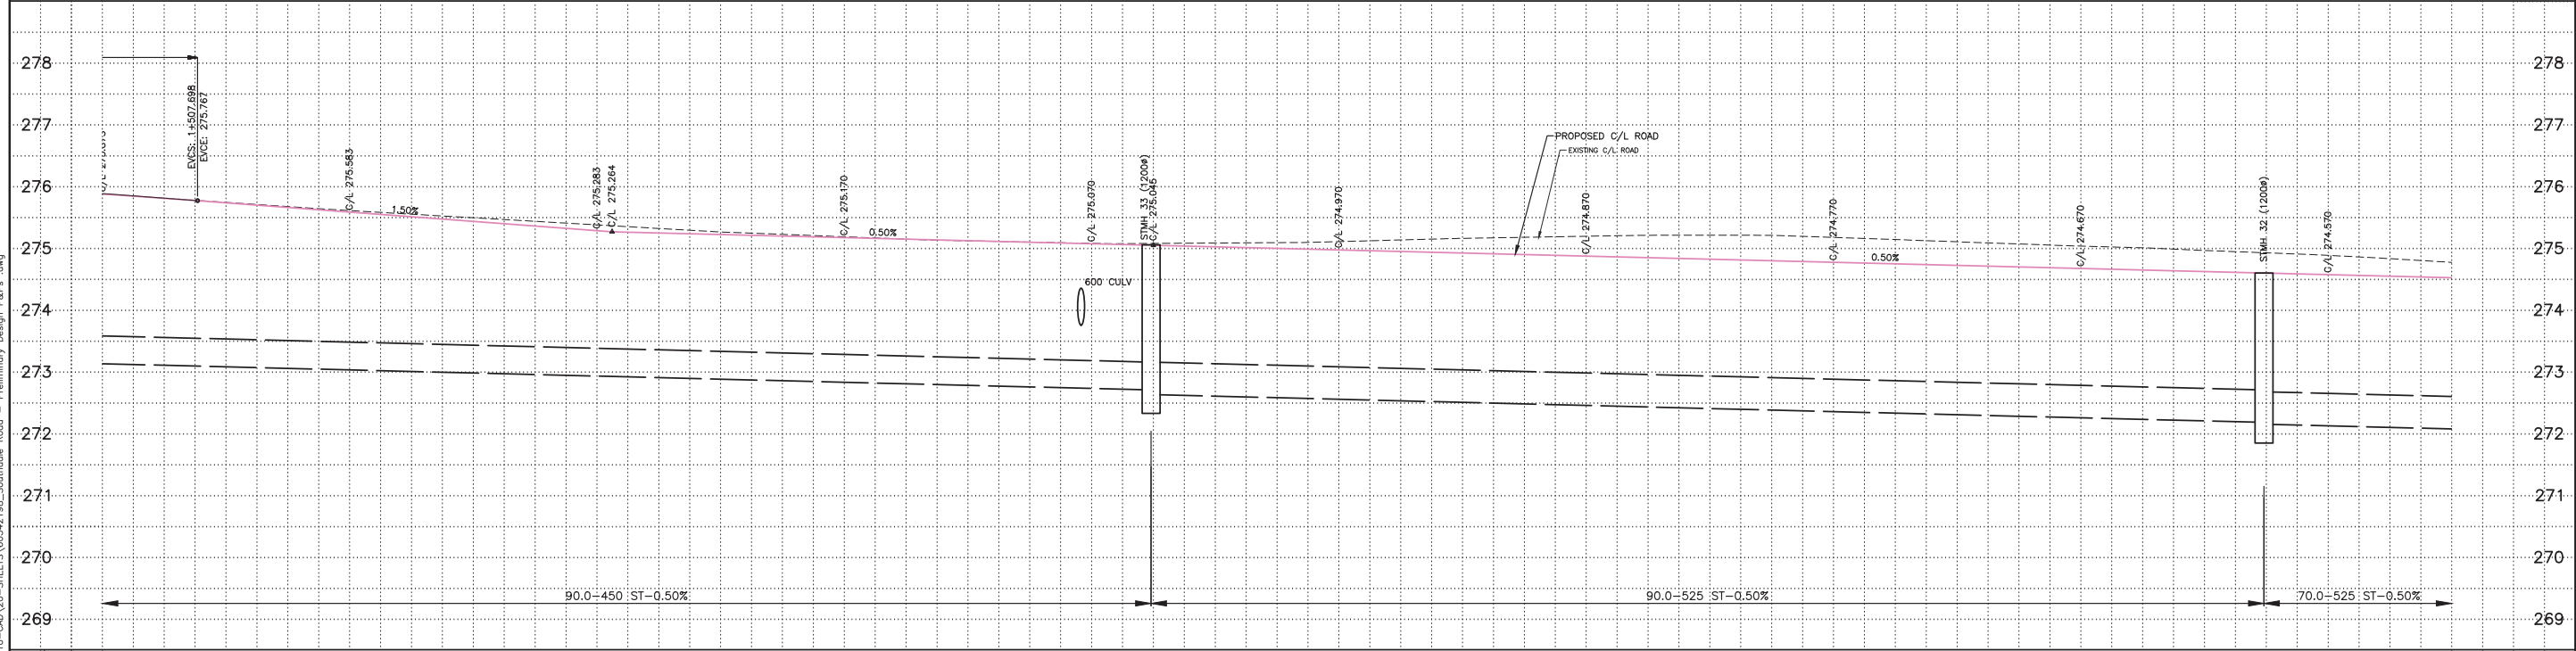 278
277
276
275
274
273
272
271
270
269
EVCS: 1+507.698
EVCE: 275.767
C/L 275.583
1.50%
C/L 275.283
C/L 275.264
C/L 275.170
0.50%
C/L 275.070
STMH 33 (1200ø)
C/L 275.045
600 CULV
C/L 274.970
PROPOSED C/L ROAD
EXISTING C/L ROAD
C/L 274.870
C/L 274.770
0.50%
C/L 274.670
STMH 32 (1200ø)
C/L 274.570
90.0-450 ST-0.50%
90.0-525 ST-0.50%
70.0-525 ST-0.50%
278
277
276
275
274
273
272
271
270
269